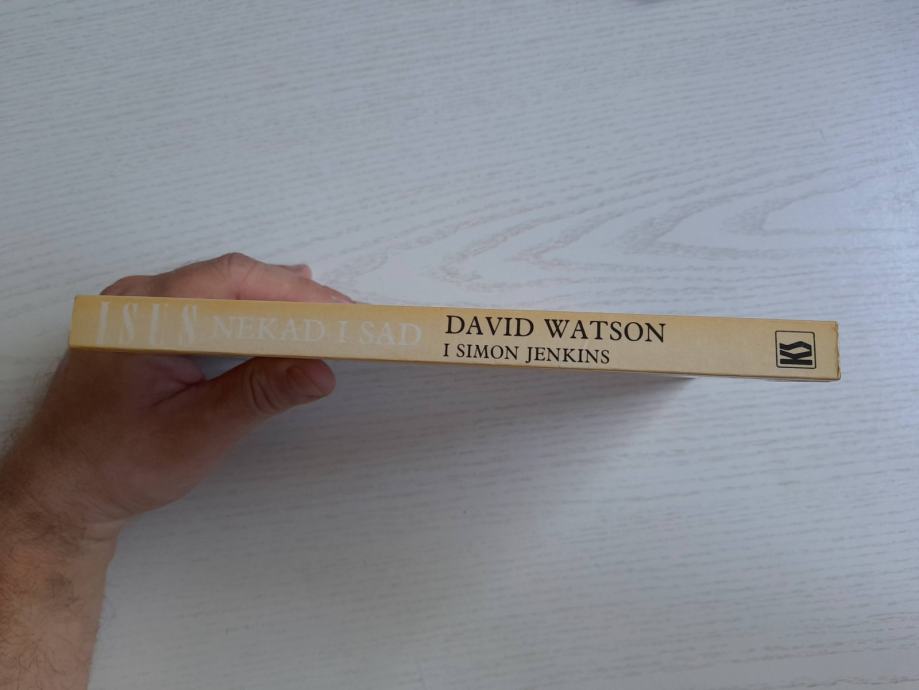 ISUS NEKAD I SAD
DAVID WATSON
I SIMON JENKINS
KS